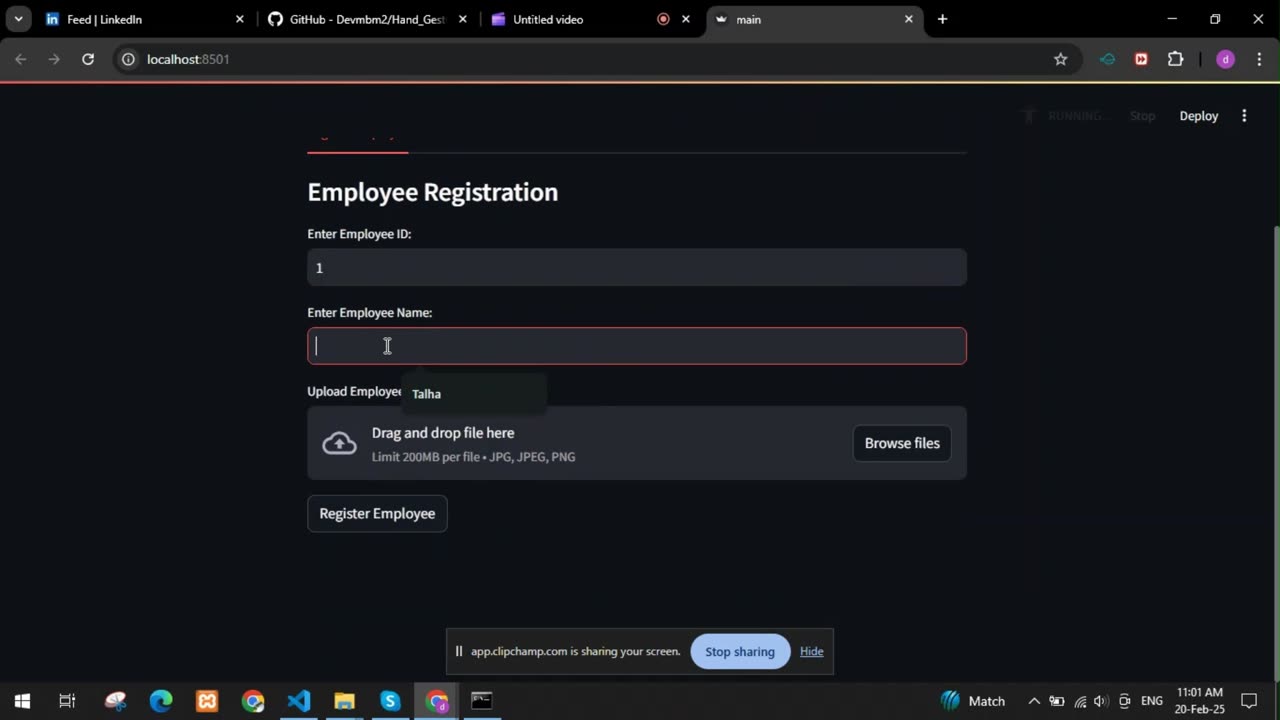 Feed | LinkedIn
GitHub - Devmbm2/Hand_Gest
Untitled video
main
localhost:8501
RUNNING...
Stop
Deploy
Employee Registration
Enter Employee ID:
1
Enter Employee Name:
Upload Employee
Talha
Drag and drop file here
Limit 200MB per file • JPG, JPEG, PNG
Browse files
Register Employee
app.clipchamp.com is sharing your screen.
Stop sharing
Hide
Match
ENG
11:01 AM
20-Feb-25